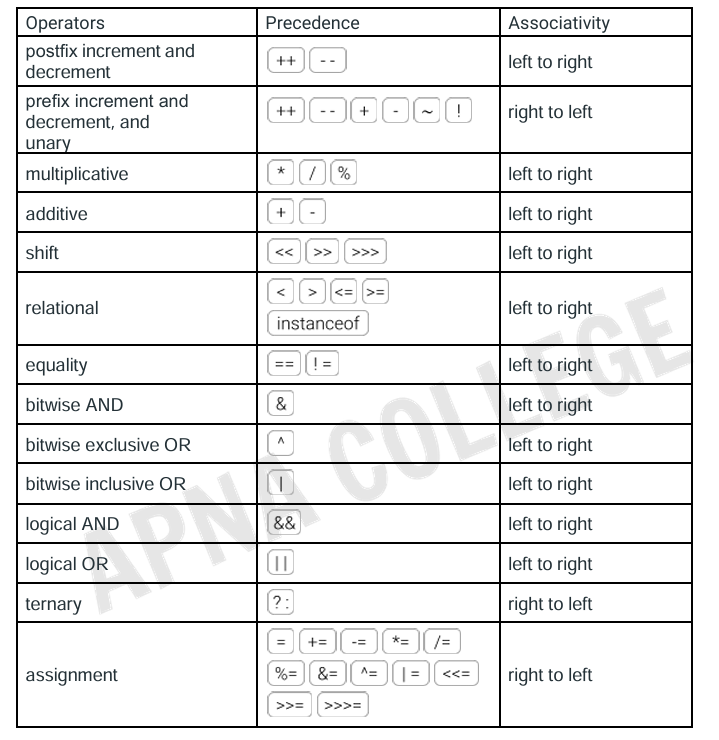 Operators Precedence Associativity
postfix increment and
decrement
++ -- left to right
prefix increment and
decrement, and
unary
++ -- + - ~ ! right to left
multiplicative * / % left to right
additive + - left to right
shift << >> >>> left to right
relational
< > <= >=
instanceof
left to right
equality == != left to right
bitwise AND & left to right
bitwise exclusive OR ^ left to right
bitwise inclusive OR | left to right
logical AND && left to right
logical OR || left to right
ternary ?: right to left
assignment
= += -= *= /=
%= &= ^= |= <<=
>>= >>>=
right to left
APNA COLLEGE